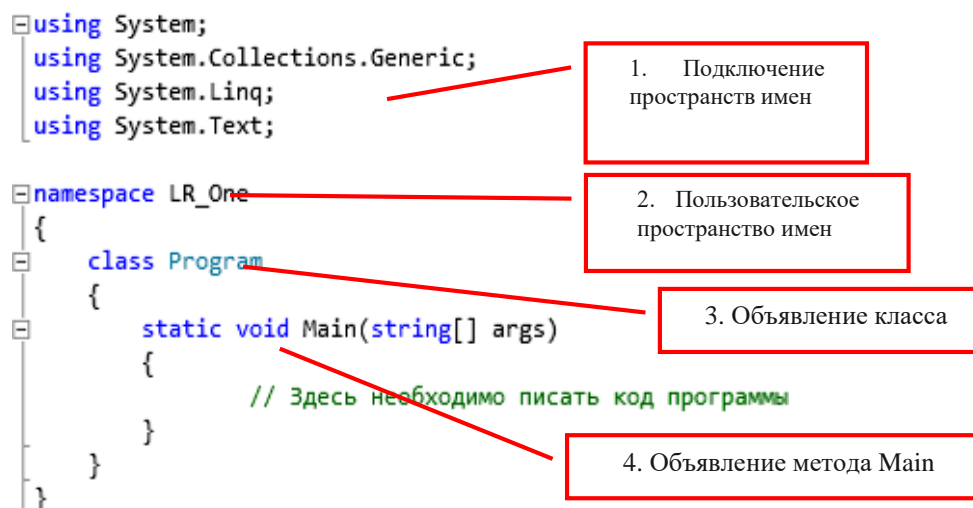 using System;
using System.Collections.Generic;
using System.Linq;
using System.Text;
1. Подключение
пространств имен
namespace LR_One
2. Пользовательское
пространство имен
{
class Program
{
3. Объявление класса
static void Main(string[] args)
{
// Здесь необходимо писать код программы
}
4. Объявление метода Main
}
}